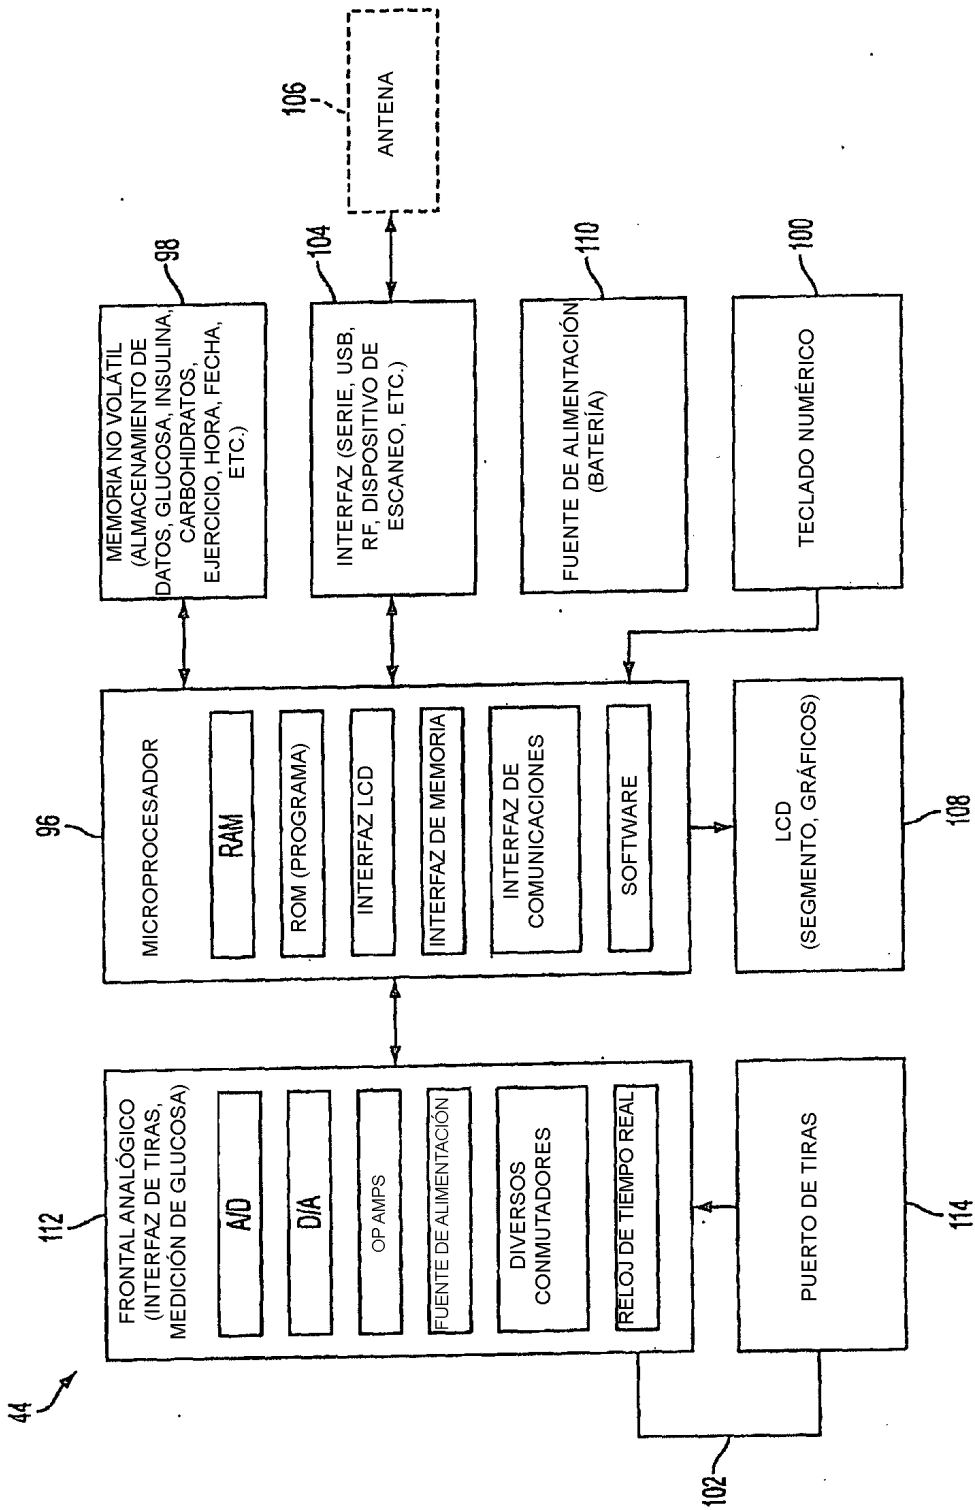 44
112
FRONTAL ANALÓGICO
(INTERFAZ DE TIRAS,
MEDICIÓN DE GLUCOSA)
A/D
D/A
OP AMPS
FUENTE DE ALIMENTACIÓN
DIVERSOS
CONMUTADORES
RELOJ DE TIEMPO REAL
102
PUERTO DE TIRAS
114
96
MICROPROCESADOR
RAM
ROM (PROGRAMA)
INTERFAZ LCD
INTERFAZ DE MEMORIA
INTERFAZ DE
COMUNICACIONES
SOFTWARE
LCD
(SEGMENTO, GRÁFICOS)
108
MEMORIA NO VOLÁTIL
(ALMACENAMIENTO DE
DATOS, GLUCOSA, INSULINA,
CARBOHIDRATOS,
EJERCICIO, HORA, FECHA,
ETC.)
98
INTERFAZ (SERIE, USB,
RF, DISPOSITIVO DE
ESCANEO, ETC.)
104
FUENTE DE ALIMENTACIÓN
(BATERÍA)
110
TECLADO NUMÉRICO
100
106
ANTENA